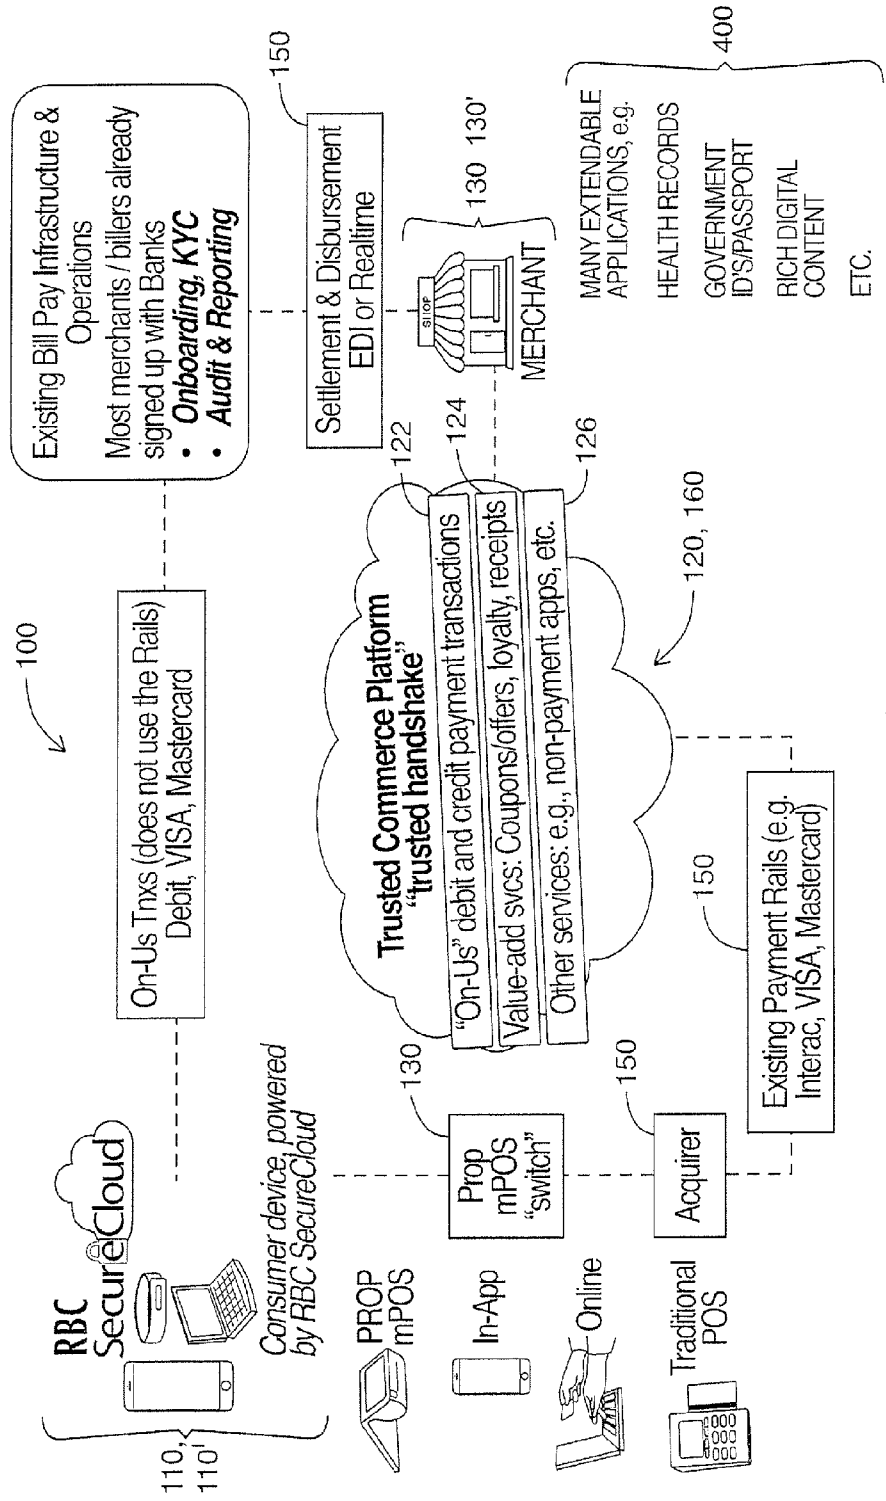 100
RBC
SecureCloud
110,
110'
Consumer device, powered
by RBC SecureCloud
On-Us Tnxs (does not use the Rails)
Debit, VISA, Mastercard
Existing Bill Pay Infrastructure &
Operations
Most merchants / billers already
signed up with Banks
• Onboarding, KYC
• Audit & Reporting
150
Settlement & Disbursement
EDI or Realtime
PROP
mPOS
In-App
Online
Traditional
POS
130
Prop
mPOS
"switch"
150
Acquirer
Trusted Commerce Platform
"trusted handshake"
"On-Us" debit and credit payment transactions
Value-add svcs: Coupons/offers, loyalty, receipts
Other services: e.g., non-payment apps, etc.
122
124
126
120, 160
150
Existing Payment Rails (e.g.
Interac, VISA, Mastercard)
SHOP
MERCHANT
130 130'
MANY EXTENDABLE
APPLICATIONS, e.g.
HEALTH RECORDS
GOVERNMENT
ID'S/PASSPORT
RICH DIGITAL
CONTENT
ETC.
400